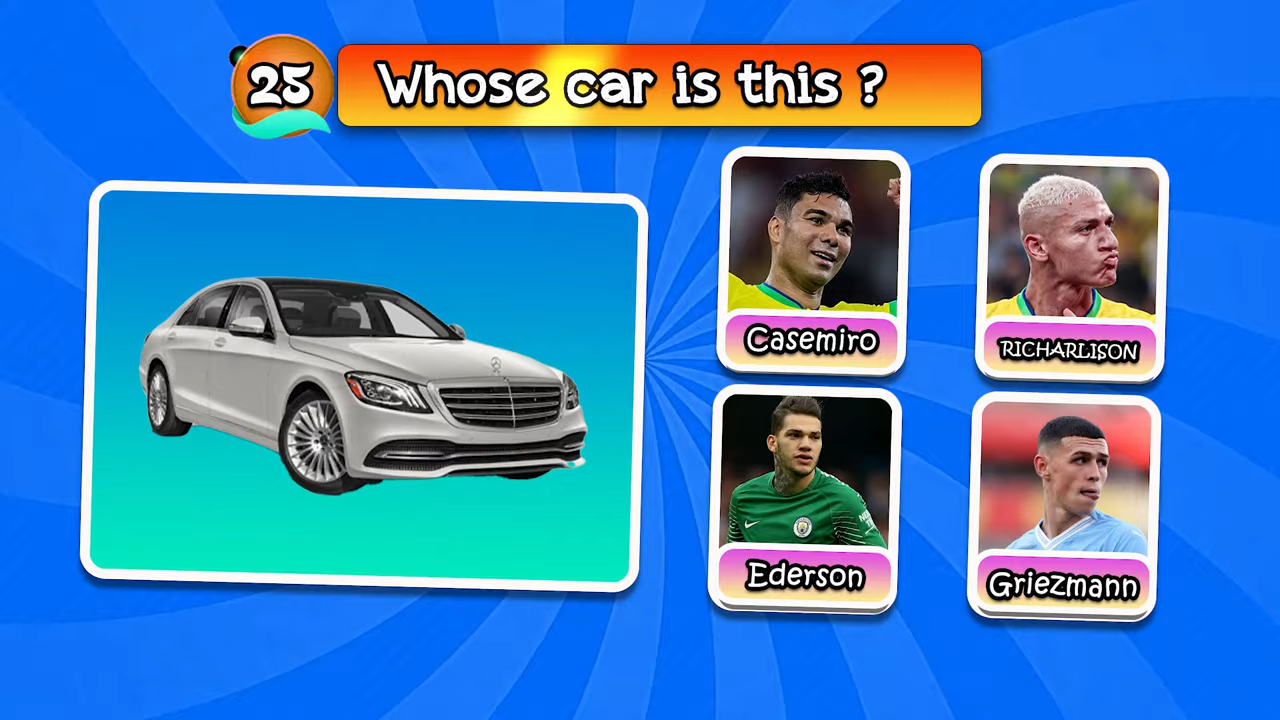 25
Whose car is this ?
Casemiro
RICHARLISON
Ederson
Griezmann